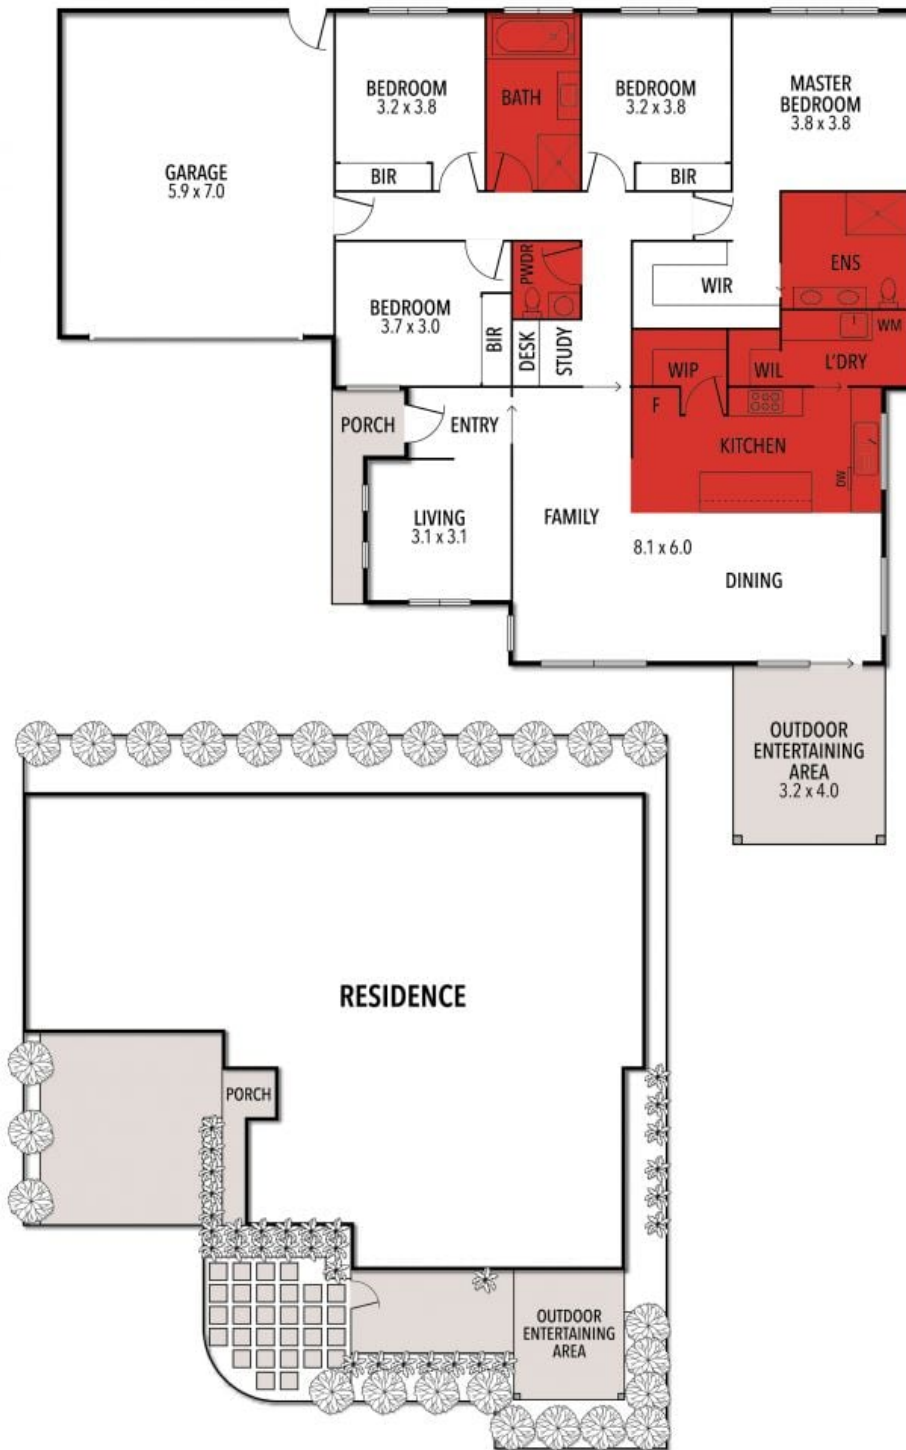 GARAGE
5.9 x 7.0
BEDROOM
3.2 x 3.8
BIR
BATH
BEDROOM
3.2 x 3.8
BIR
MASTER
BEDROOM
3.8 x 3.8
PWDR
ENS
WIR
BEDROOM
3.7 x 3.0
BIR
DESK
STUDY
WIP
WIL
L'DRY
WM
PORCH
ENTRY
F
KITCHEN
DW
LIVING
3.1 x 3.1
FAMILY
8.1 x 6.0
DINING
OUTDOOR
ENTERTAINING
AREA
3.2 x 4.0
RESIDENCE
PORCH
OUTDOOR
ENTERTAINING
AREA